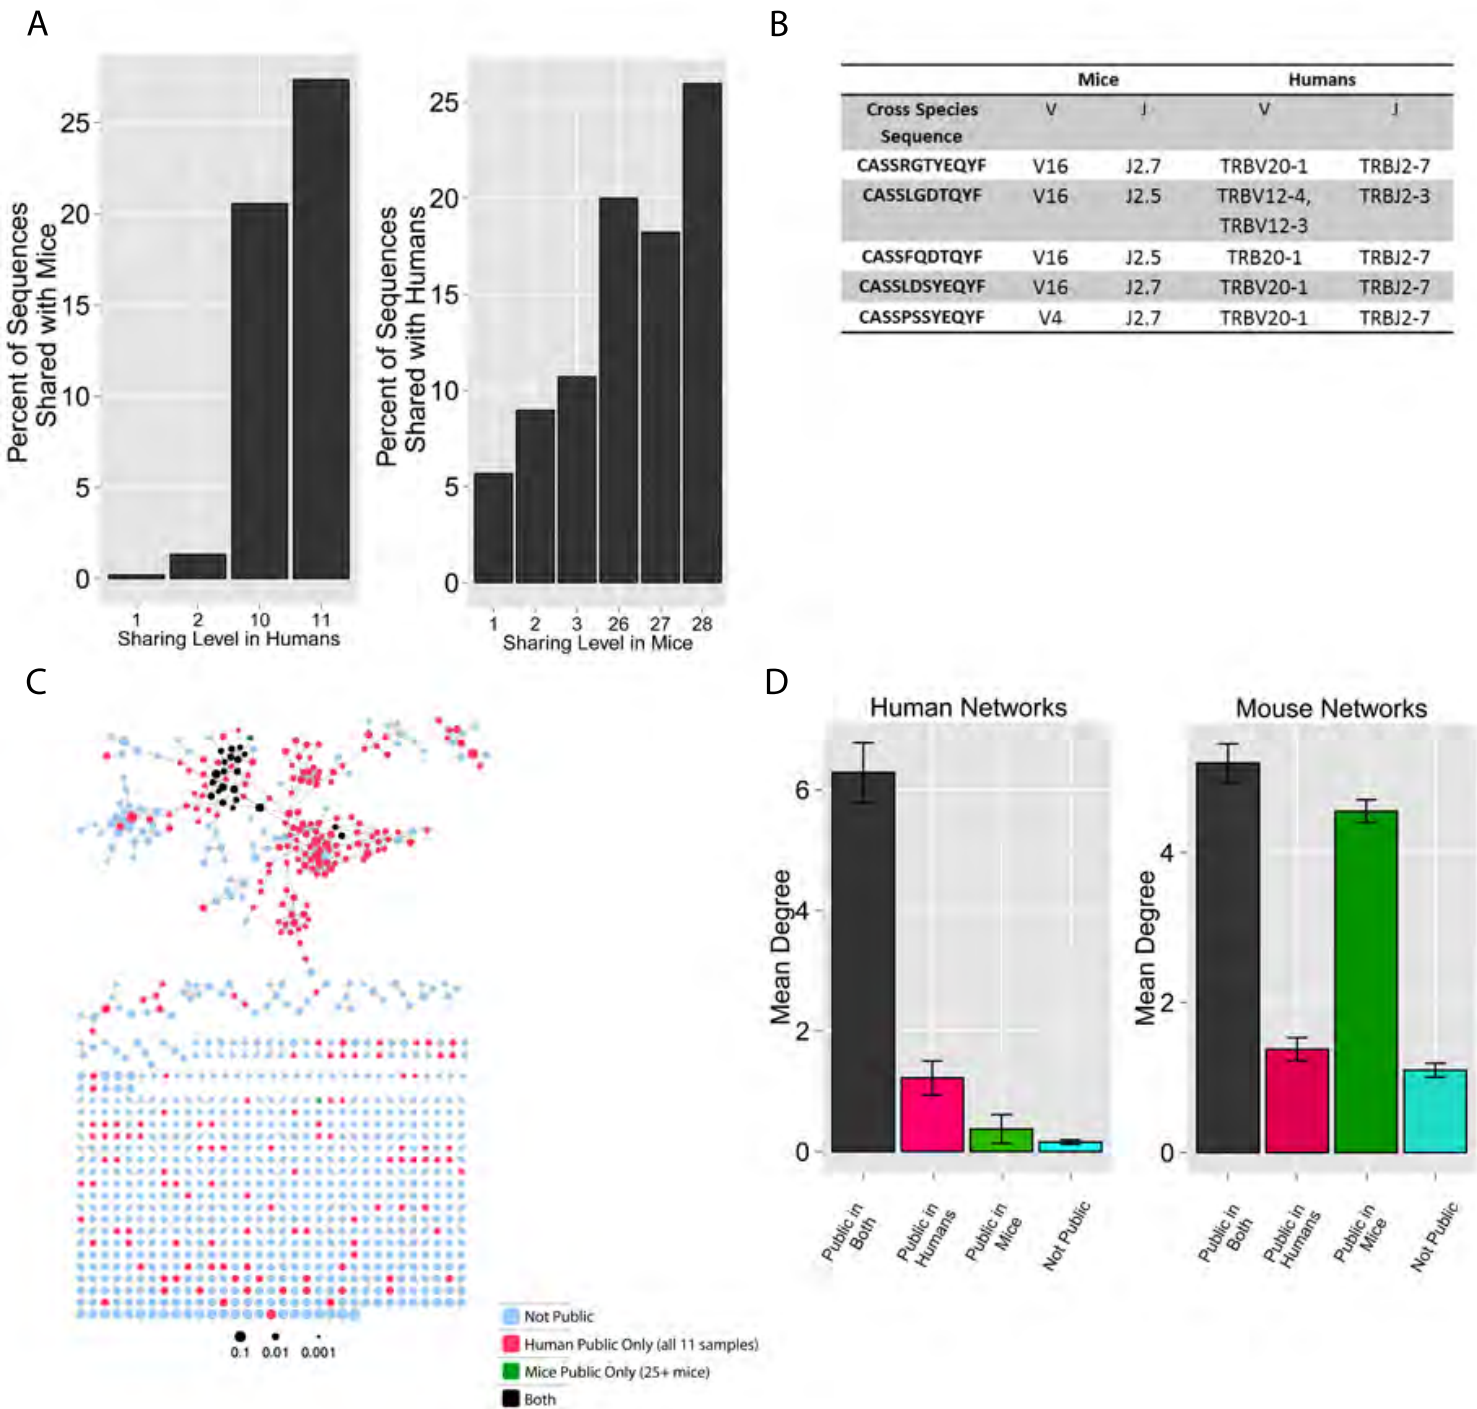 A
Percent of Sequences
Shared with Mice
25
20
15
10
5
0
1 2 10 11
Sharing Level in Humans
Percent of Sequences
Shared with Humans
25
20
15
10
5
0
1 2 3 26 27 28
Sharing Level in Mice
B
Mice Humans
Cross Species V J V J
Sequence
CASSRGTYEQYF V16 J2.7 TRBV20-1 TRBJ2-7
CASSLGDTQYF V16 J2.5 TRBV12-4, TRBJ2-3
TRBV12-3
CASSFQDTQYF V16 J2.5 TRB20-1 TRBJ2-7
CASSLDSYEQYF V16 J2.7 TRBV20-1 TRBJ2-7
CASSPSSYEQYF V4 J2.7 TRBV20-1 TRBJ2-7
C
0.1 0.01 0.001
Not Public
Human Public Only (all 11 samples)
Mice Public Only (25+ mice)
Both
D
Human Networks
Mean Degree
6
4
2
0
Public in
Both
Public in
Humans
Public in
Mice
Not Public
Mouse Networks
Mean Degree
4
2
0
Public in
Both
Public in
Humans
Public in
Mice
Not Public